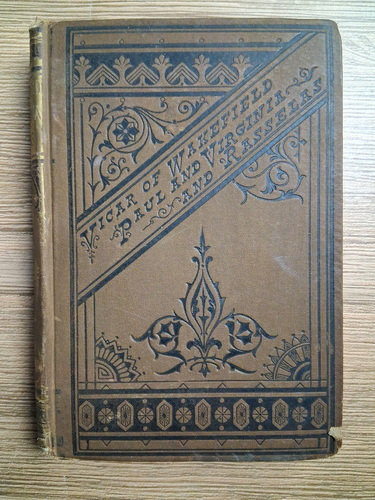 VICAR OF WAKEFIELD
PAUL AND VIRGINIA
AND RASSELAS